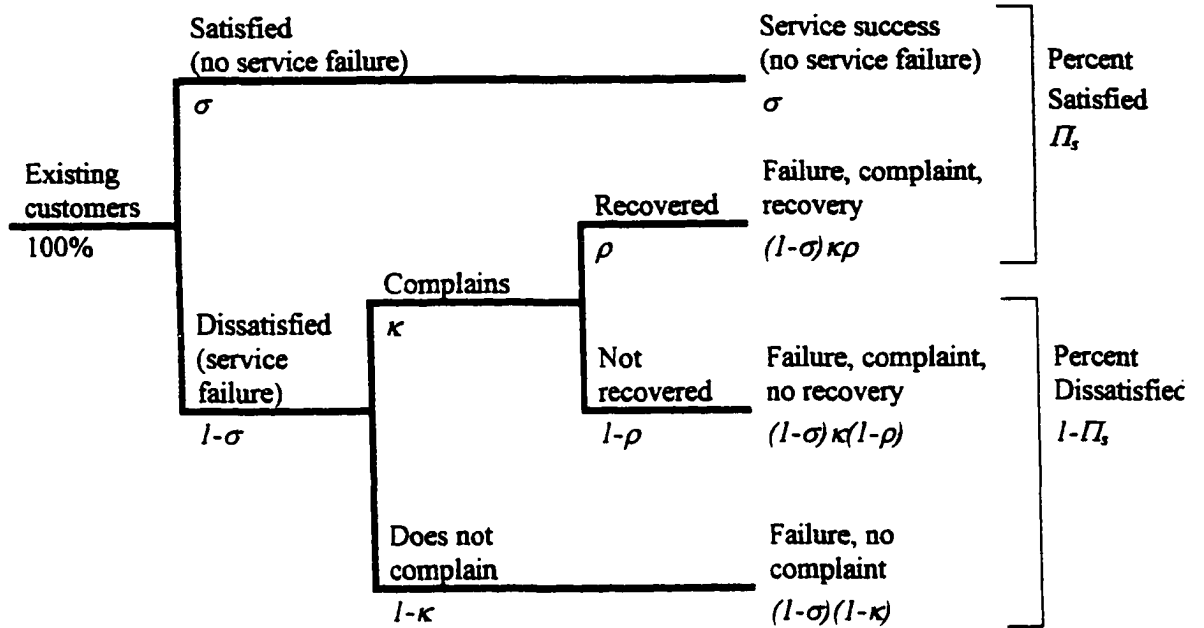 Satisfied
(no service failure)
σ
Service success
(no service failure)
σ
Percent
Satisfied
Πs
Existing
customers
100%
Recovered
ρ
Failure, complaint,
recovery
(1-σ)κρ
Complains
κ
Dissatisfied
(service
failure)
1-σ
Not
recovered
1-ρ
Failure, complaint,
no recovery
(1-σ)κ(1-ρ)
Percent
Dissatisfied
1-Πs
Does not
complain
1-κ
Failure, no
complaint
(1-σ)(1-κ)